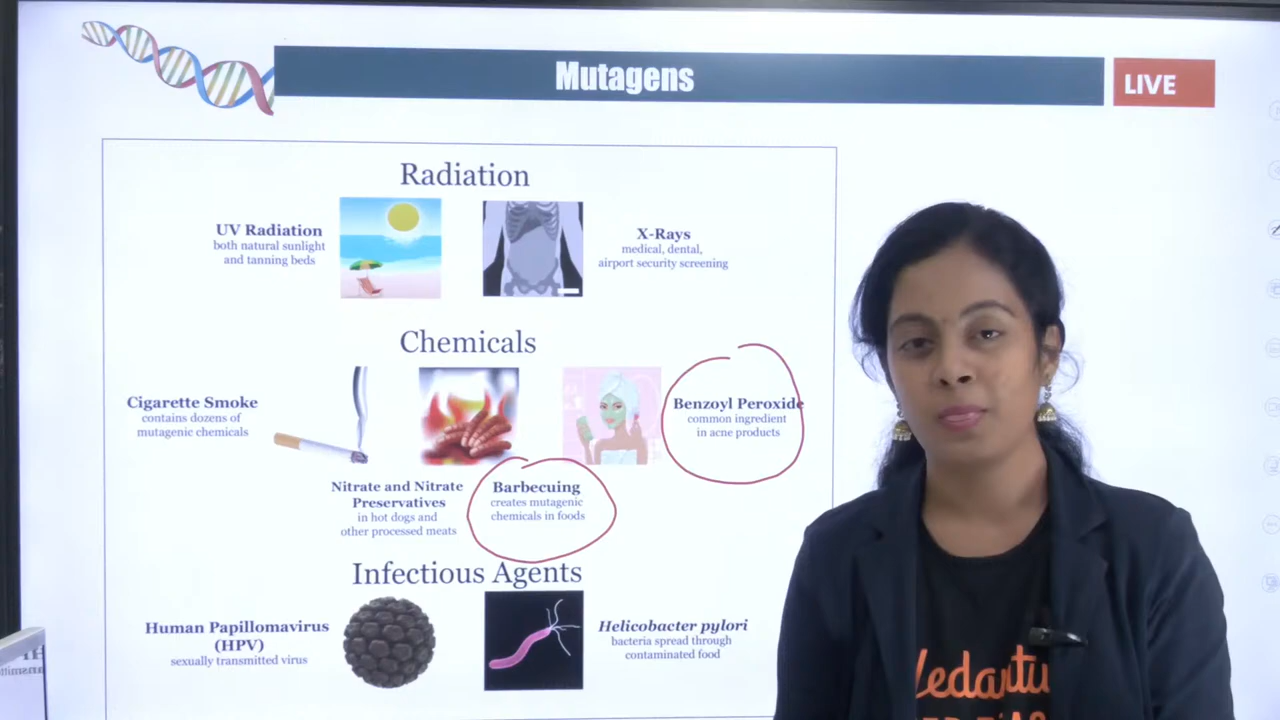 Mutagens
LIVE
Radiation
UV Radiation
both natural sunlight
and tanning beds
X-Rays
medical, dental,
airport security screening
Chemicals
Cigarette Smoke
contains dozens of
mutagenic chemicals
Benzoyl Peroxide
common ingredient
in acne products
Nitrate and Nitrate
Preservatives
in hot dogs and
other processed meats
Barbecuing
creates mutagenic
chemicals in foods
Infectious Agents
Human Papillomavirus
(HPV)
sexually transmitted virus
Helicobacter pylori
bacteria spread through
contaminated food
Vedantu